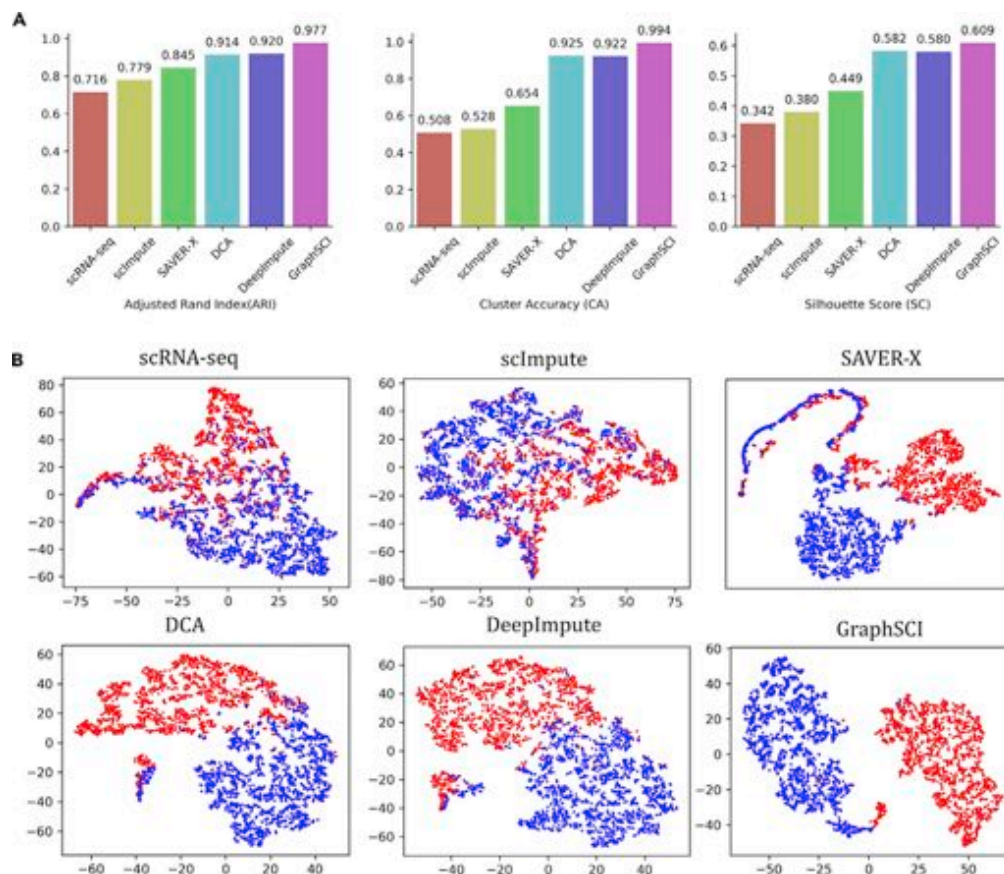 A
0.716 0.779 0.845 0.914 0.920 0.977
1.0
0.8
0.6
0.4
0.2
0.0
scRNA-seq scImpute SAVER-X DCA DeepImpute GraphSCI
Adjusted Rand Index(ARI)
0.508 0.528 0.654 0.925 0.922 0.994
1.0
0.8
0.6
0.4
0.2
0.0
scRNA-seq scImpute SAVER-X DCA DeepImpute GraphSCI
Cluster Accuracy (CA)
0.342 0.380 0.449 0.582 0.580 0.609
0.6
0.5
0.4
0.3
0.2
0.1
0.0
scRNA-seq scImpute SAVER-X DCA DeepImpute GraphSCI
Silhouette Score (SC)
B
scRNA-seq
80
60
40
20
0
−20
−40
−60
−75 −50 −25 0 25 50
scImpute
60
40
20
0
−20
−40
−60
−80
−50 −25 0 25 50 75
SAVER-X
DCA
60
40
20
0
−20
−40
−60
−60 −40 −20 0 20 40
DeepImpute
60
40
20
0
−20
−40
−60
−40 −20 0 20 40
GraphSCI
60
40
20
0
−20
−40
−50 −25 0 25 50